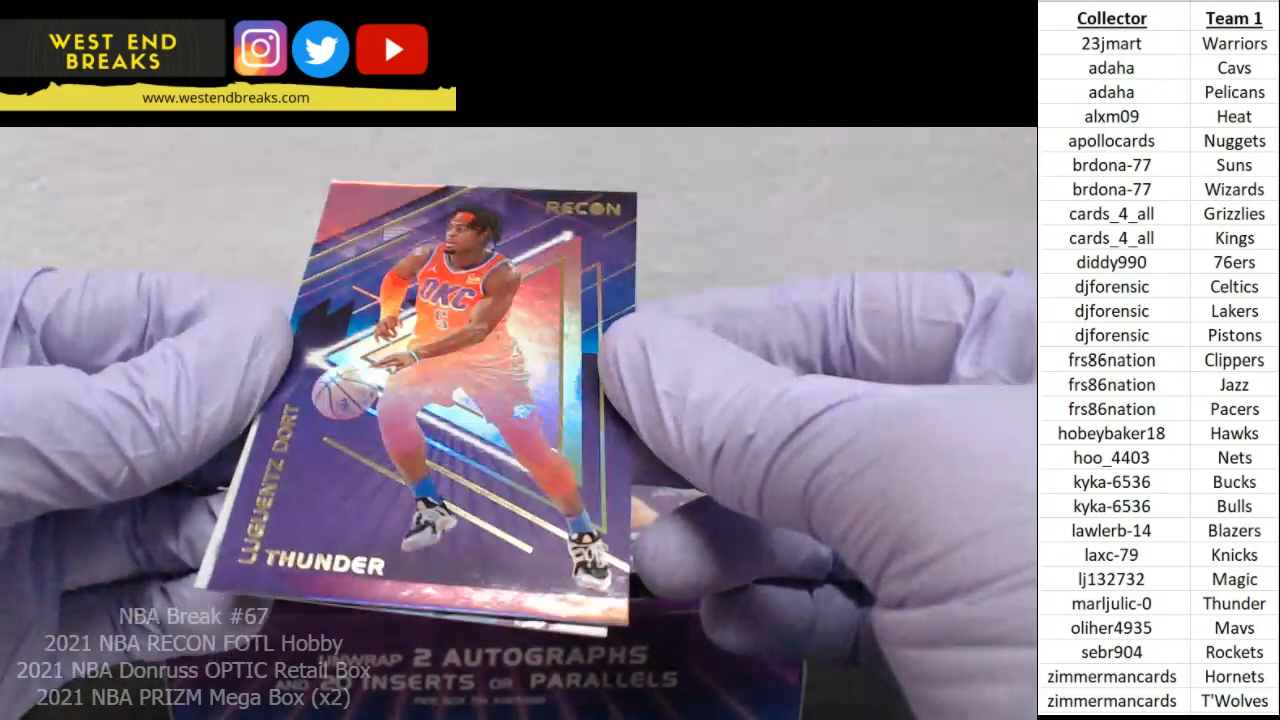 WEST END
BREAKS
www.westendbreaks.com
RECON
OKC
5
LUGUENTZ DORT
THUNDER
NBA Break #67
2021 NBA RECON FOTL Hobby
2021 NBA Donruss OPTIC Retail Box
2021 NBA PRIZM Mega Box (x2)
2 AUTOGRAPHS
INSERTS OR PARALLELS
Collector Team 1
23jmart Warriors
adaha Cavs
adaha Pelicans
alxm09 Heat
apollocards Nuggets
brdona-77 Suns
brdona-77 Wizards
cards_4_all Grizzlies
cards_4_all Kings
diddy990 76ers
djforensic Celtics
djforensic Lakers
djforensic Pistons
frs86nation Clippers
frs86nation Jazz
frs86nation Pacers
hobeybaker18 Hawks
hoo_4403 Nets
kyka-6536 Bucks
kyka-6536 Bulls
lawlerb-14 Blazers
laxc-79 Knicks
lj132732 Magic
marljulic-0 Thunder
oliher4935 Mavs
sebr904 Rockets
zimmermancards Hornets
zimmermancards T'Wolves